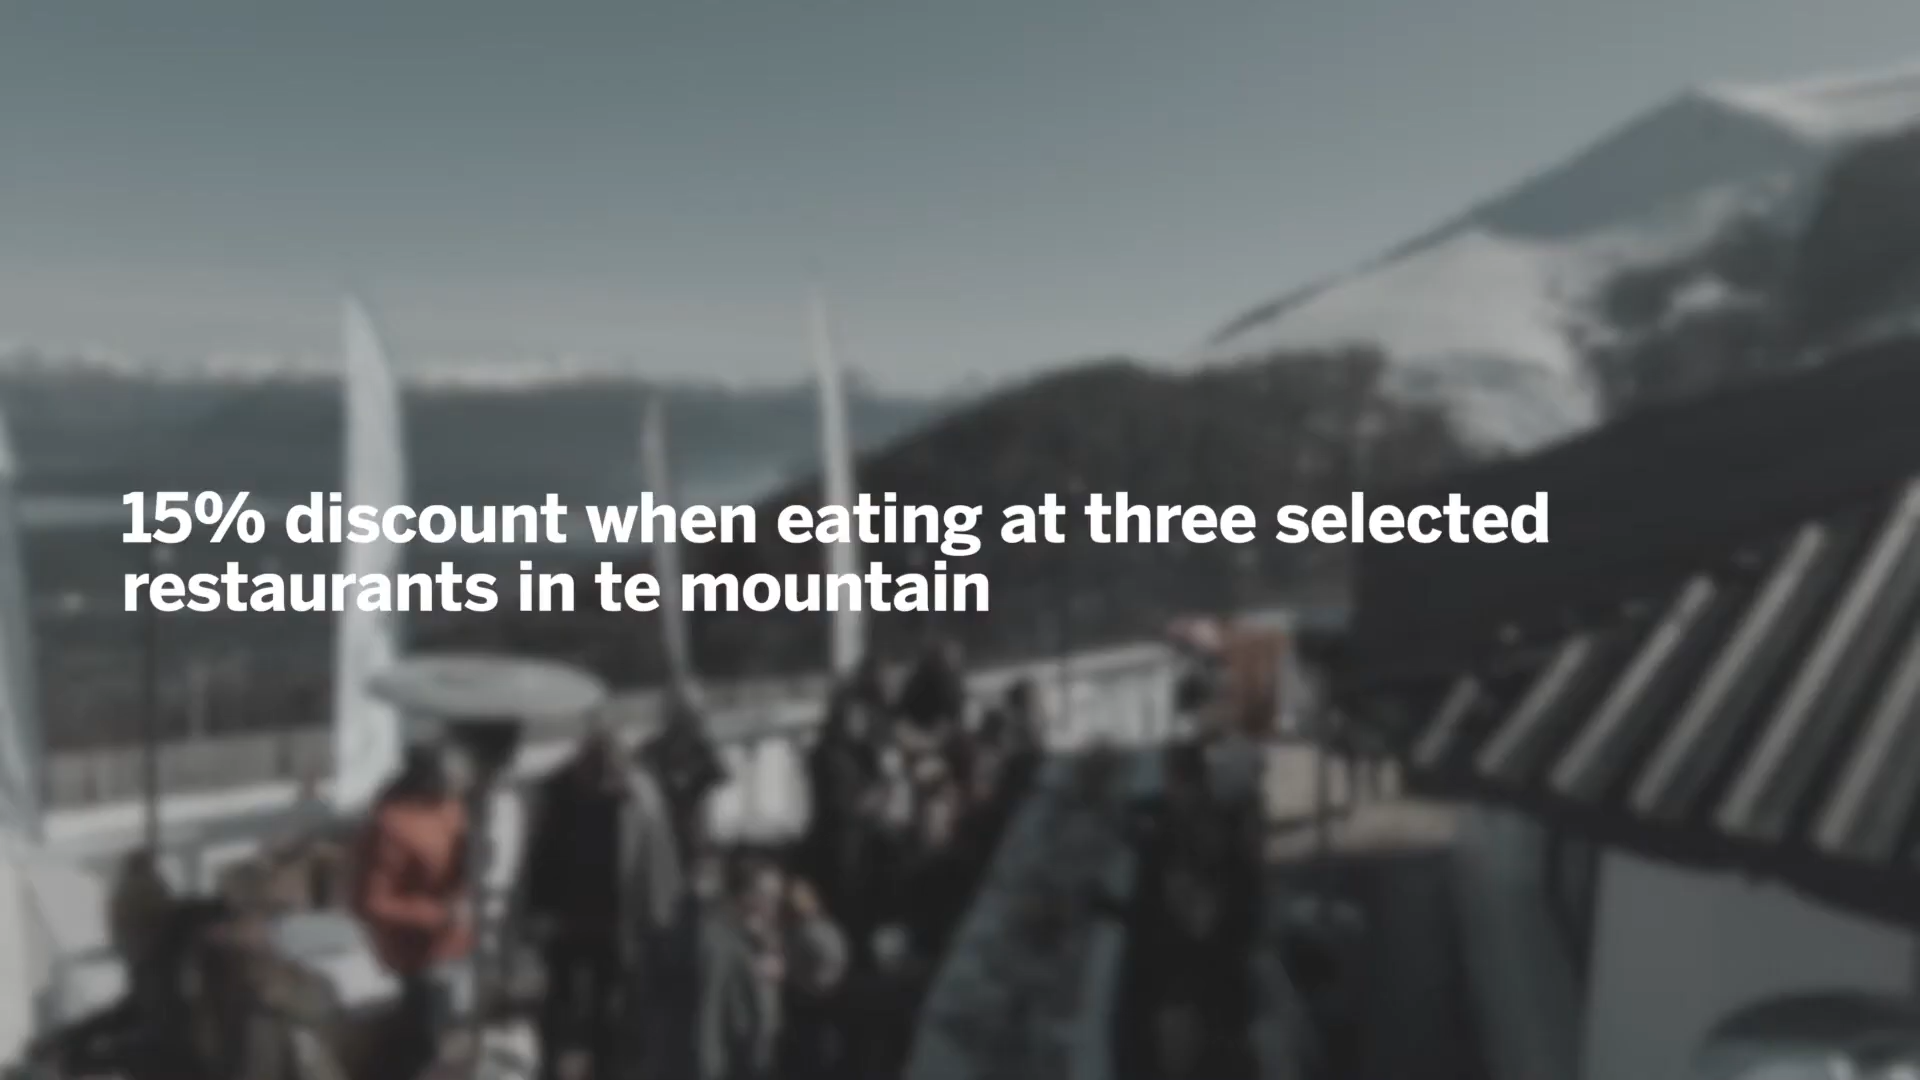 15% discount when eating at three selected
restaurants in te mountain